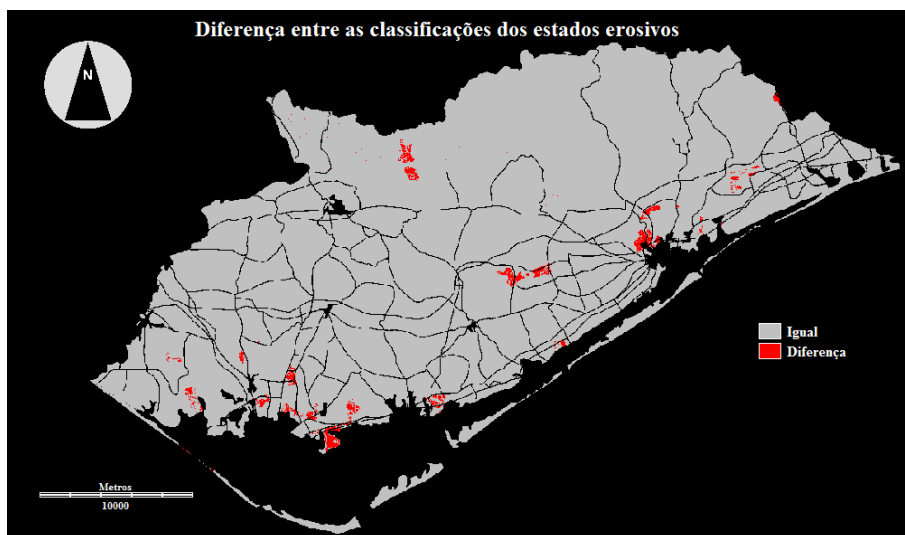 Diferença entre as classificações dos estados erosivos
N
Igual
Diferença
Metros
10000